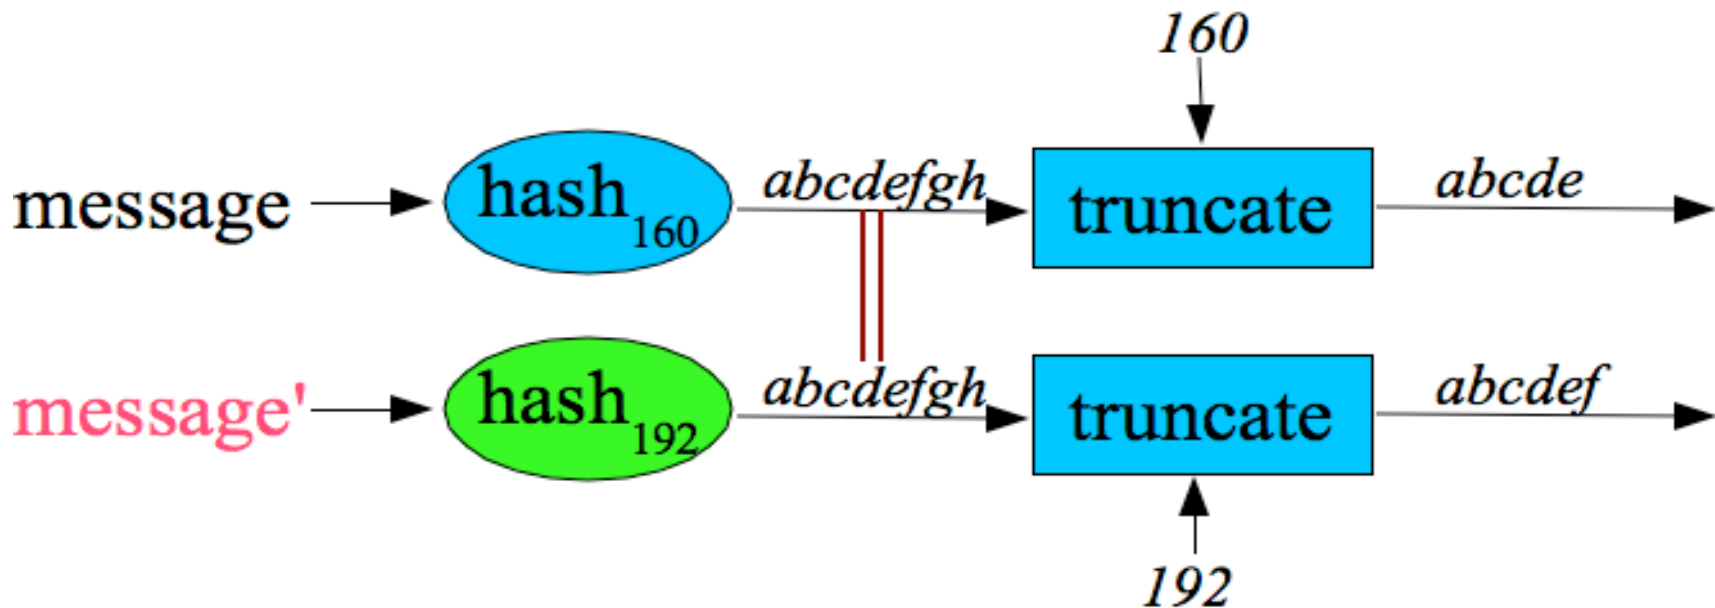 160
message hash160 abcdefgh truncate abcde
message' hash192 abcdefgh truncate abcdef
192